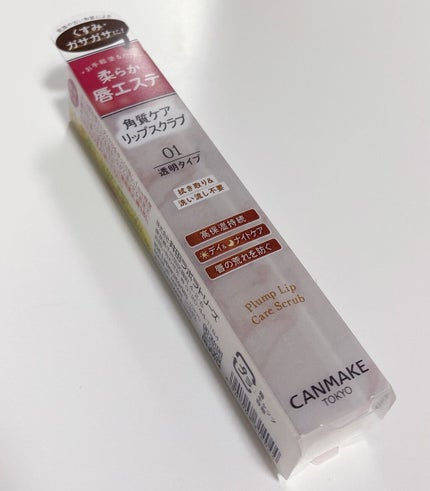 くすみ・
ガサガサに!
柔らか
唇エステ
角質ケア
リップスクラブ
01
透明タイプ
拭き取り&
洗い流し不要
高保湿持続
デイ&ナイトケア
唇の荒れを防ぐ
Plump Lip
Care Scrub
CANMAKE
TOKYO